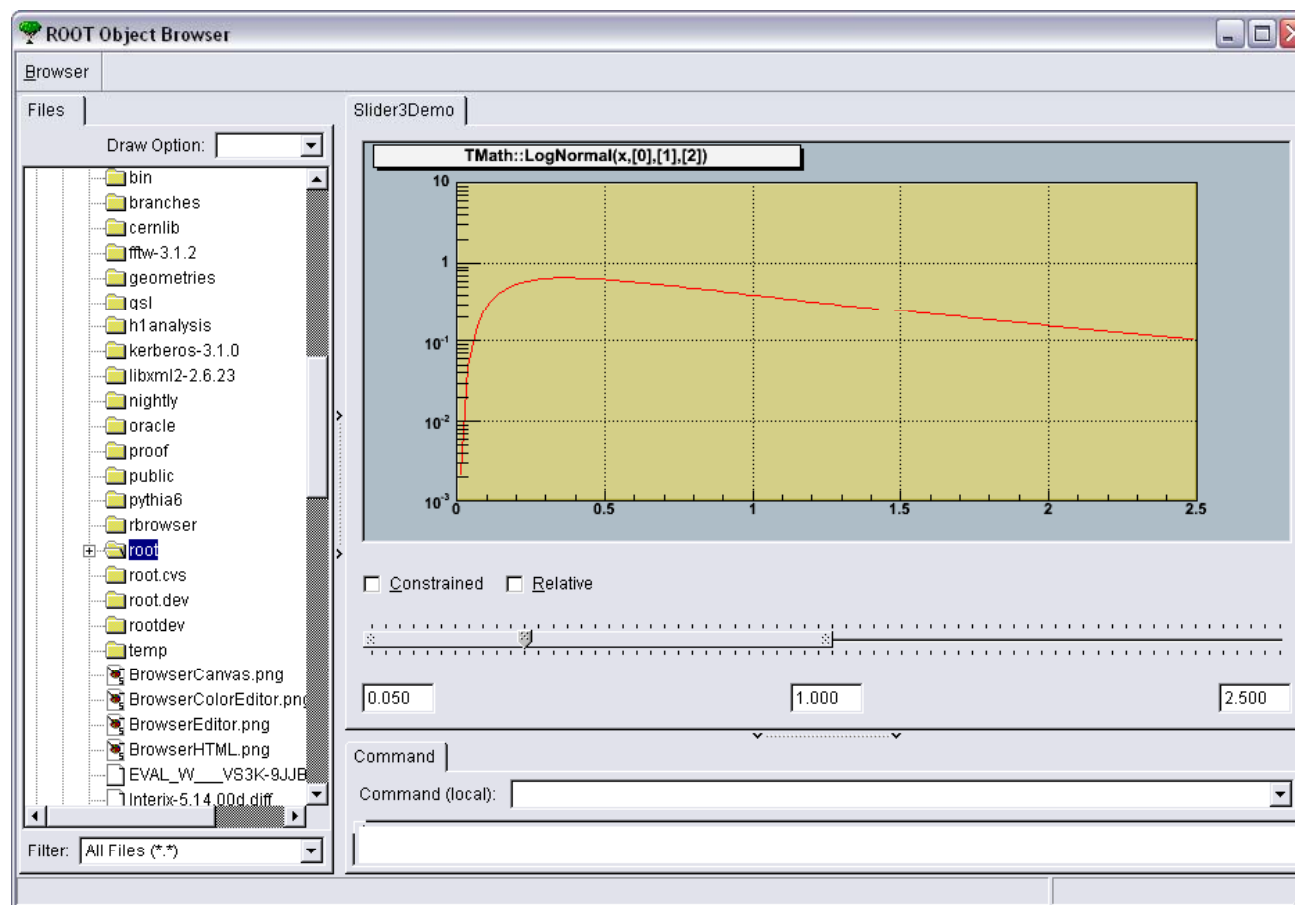 ROOT Object Browser
Browser
Files
Draw Option:
bin
branches
cernlib
fftw-3.1.2
geometries
gsl
h1analysis
kerberos-3.1.0
libxml2-2.6.23
nightly
oracle
proof
public
pythia6
rbrowser
root
root.cvs
root.dev
rootdev
temp
BrowserCanvas.png
BrowserColorEditor.png
BrowserEditor.png
BrowserHTML.png
EVAL_W___VS3K-9JJB
Interix-5.14.00d.diff
Filter: All Files (*.*)
Slider3Demo
TMath::LogNormal(x,[0],[1],[2])
10
1
10-1
10-2
10-3
0 0.5 1 1.5 2 2.5
Constrained Relative
0.050 1.000 2.500
Command
Command (local):